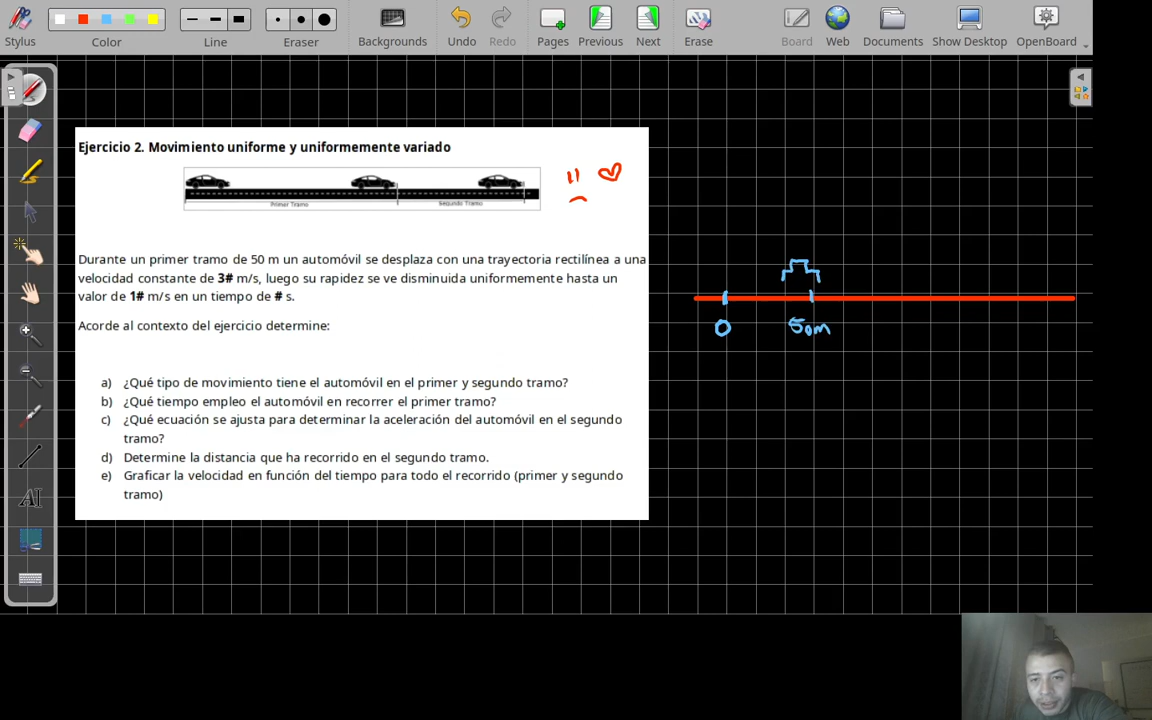 Stylus
Color
Line
Eraser
Backgrounds
Undo
Redo
Pages
Previous
Next
Erase
Board
Web
Documents
Show Desktop
OpenBoard
Ejercicio 2. Movimiento uniforme y uniformemente variado
Primer Tramo
Segundo Tramo
Durante un primer tramo de 50 m un automóvil se desplaza con una trayectoria rectilínea a una
velocidad constante de 3# m/s, luego su rapidez se ve disminuida uniformemente hasta un
valor de 1# m/s en un tiempo de # s.
Acorde al contexto del ejercicio determine:
a) ¿Qué tipo de movimiento tiene el automóvil en el primer y segundo tramo?
b) ¿Qué tiempo empleo el automóvil en recorrer el primer tramo?
c) ¿Qué ecuación se ajusta para determinar la aceleración del automóvil en el segundo
tramo?
d) Determine la distancia que ha recorrido en el segundo tramo.
e) Graficar la velocidad en función del tiempo para todo el recorrido (primer y segundo
tramo)
0
50m
AI